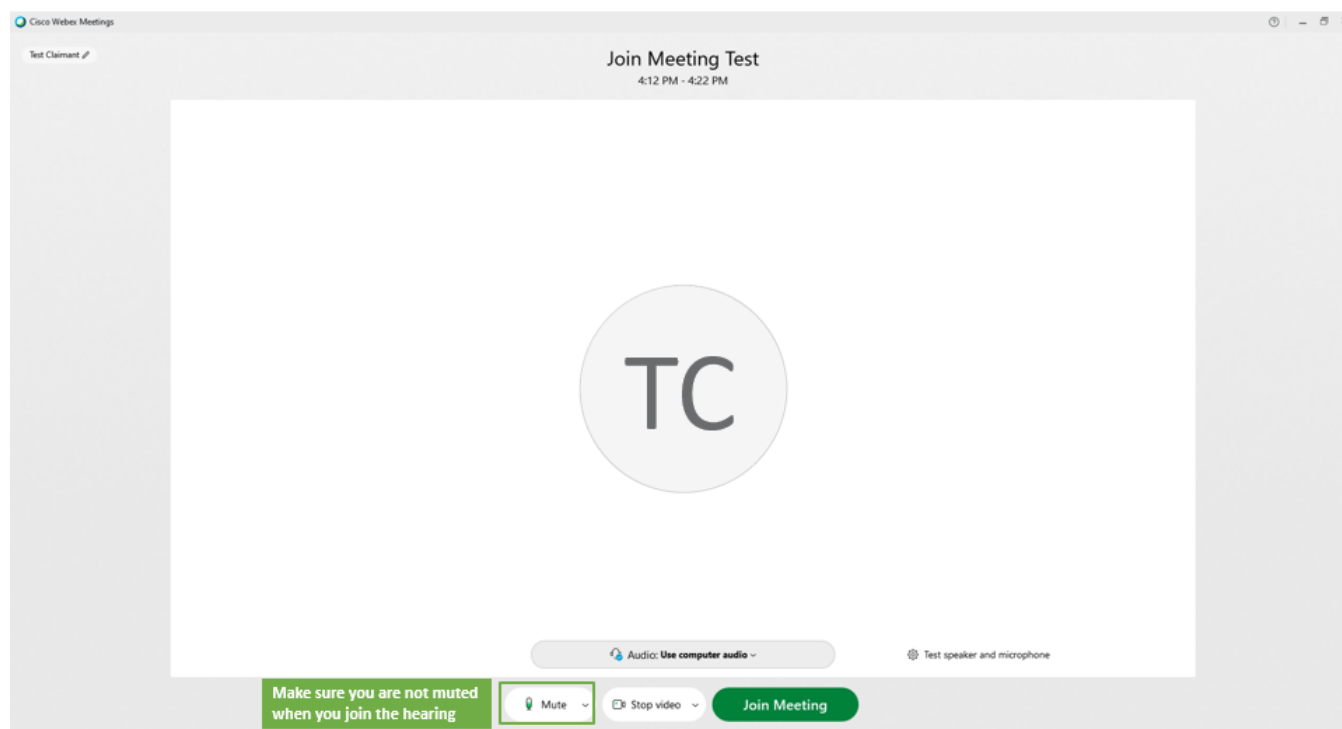 Cisco Webex Meetings
Test Claimant
Join Meeting Test
4:12 PM - 4:22 PM
TC
Audio: Use computer audio
Test speaker and microphone
Make sure you are not muted
when you join the hearing
Mute
Stop video
Join Meeting